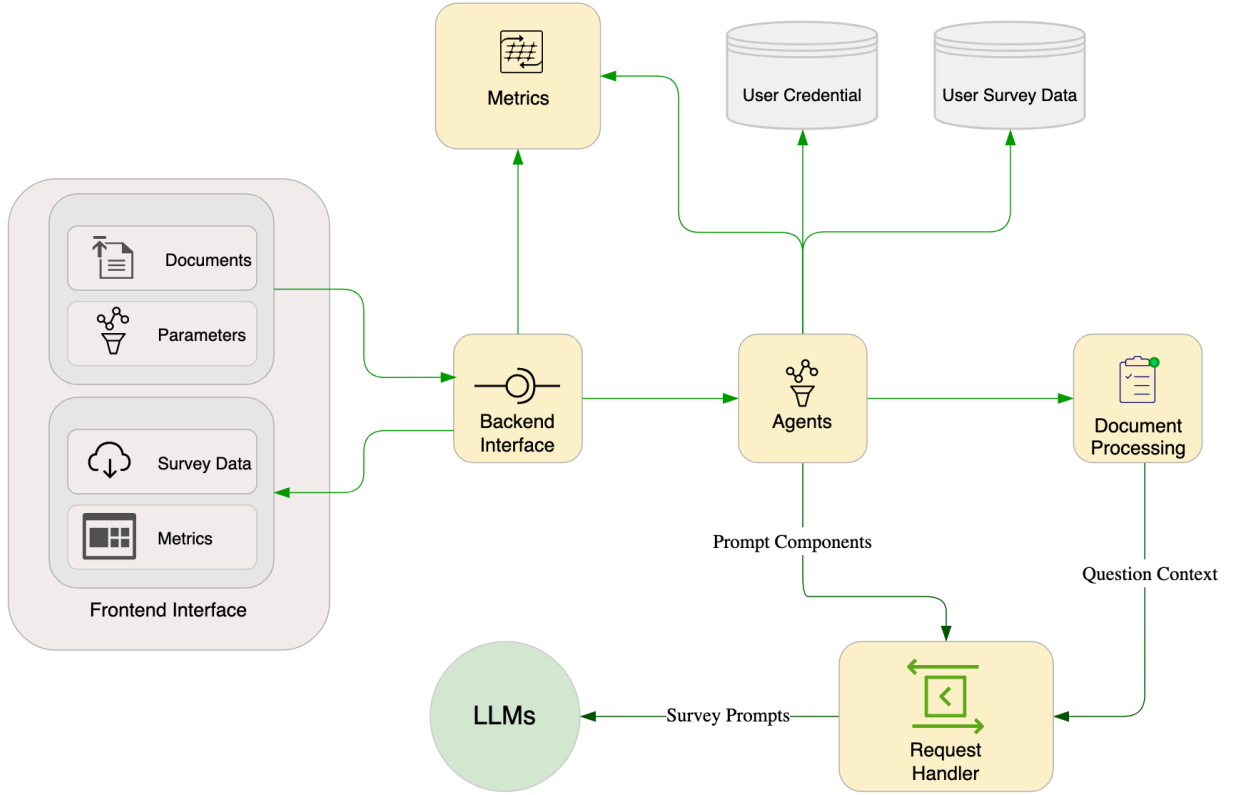 Metrics
User Credential
User Survey Data
Documents
Parameters
Survey Data
Metrics
Frontend Interface
Backend
Interface
Agents
Document
Processing
Prompt Components
Question Context
LLMs
Survey Prompts
Request
Handler